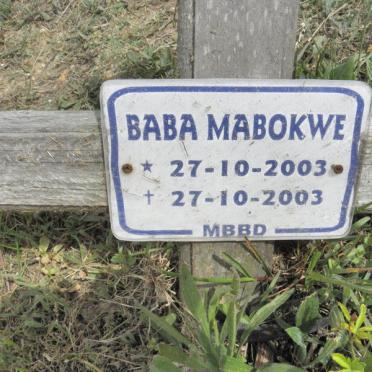 BABA MABOKWE
* 27-10-2003
† 27-10-2003
MBBD